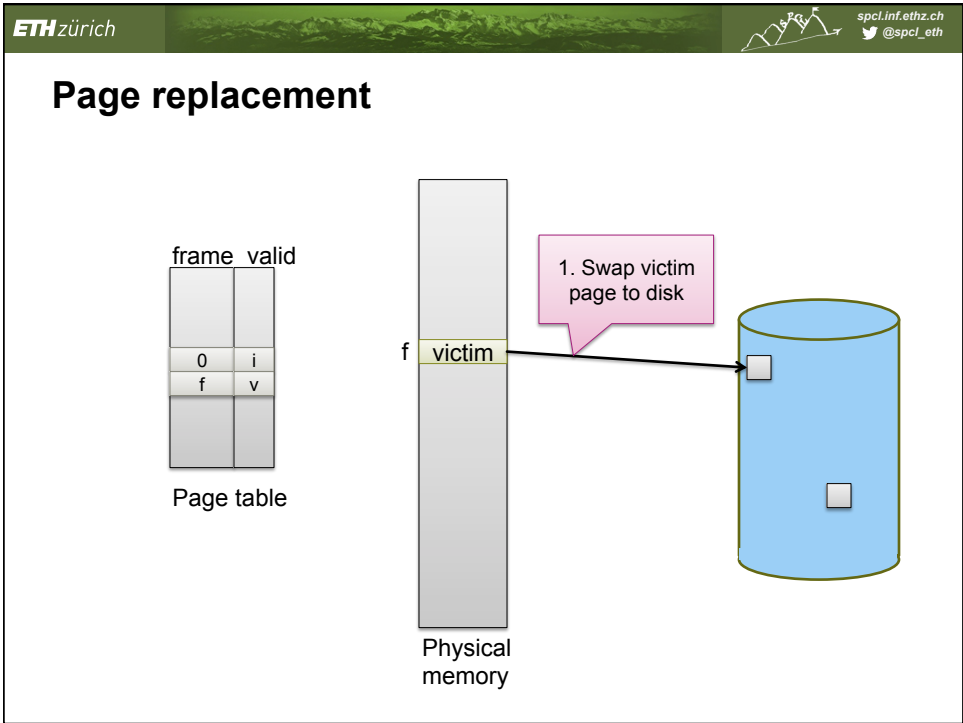 ETH zürich
spcl.inf.ethz.ch
@spcl_eth
Page replacement
frame valid
0 i
f v
Page table
f victim
Physical
memory
1. Swap victim
page to disk